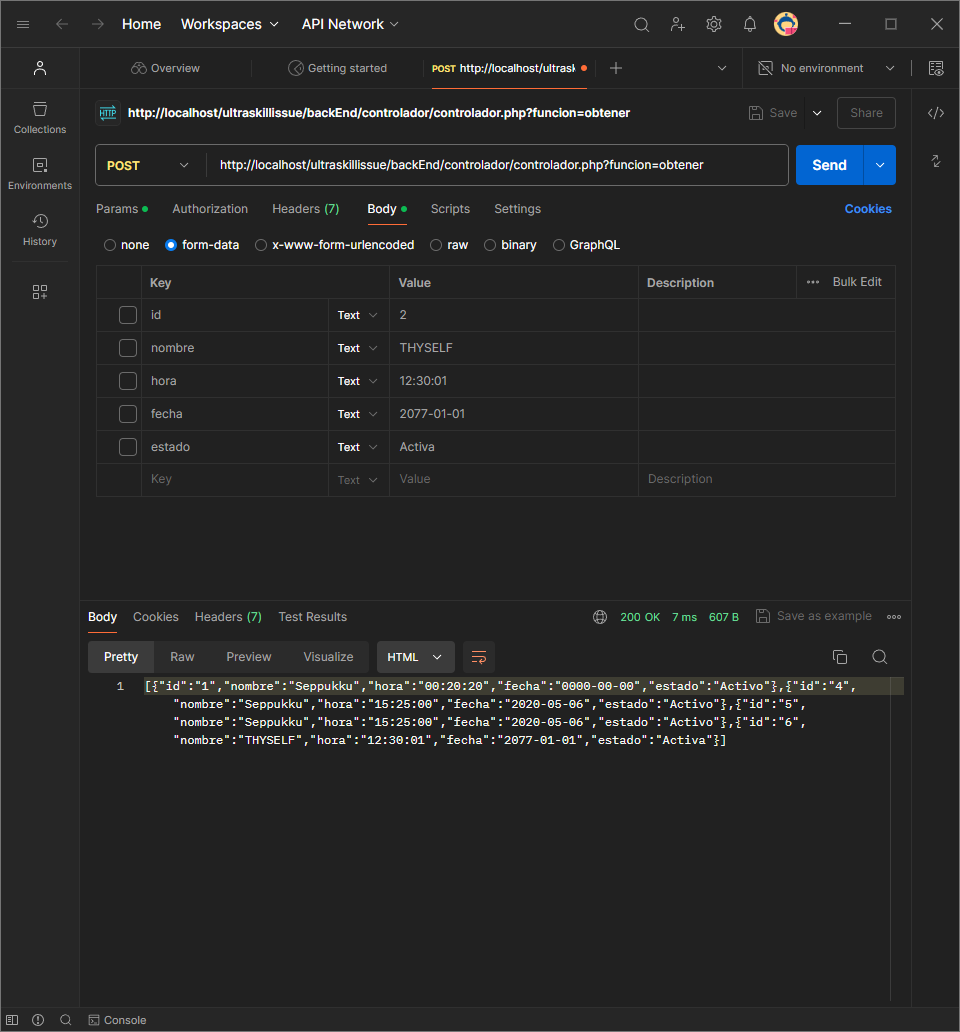 Home Workspaces API Network
Overview Getting started POST http://localhost/ultrask No environment
HTTP http://localhost/ultraskillissue/backEnd/controlador/controlador.php?funcion=obtener Save Share
Collections
POST http://localhost/ultraskillissue/backEnd/controlador/controlador.php?funcion=obtener Send
Environments
Params Authorization Headers (7) Body Scripts Settings Cookies
History
none form-data x-www-form-urlencoded raw binary GraphQL
Key Value Description ••• Bulk Edit
id Text 2
nombre Text THYSELF
hora Text 12:30:01
fecha Text 2077-01-01
estado Text Activa
Key Text Value Description
Body Cookies Headers (7) Test Results 200 OK 7 ms 607 B Save as example
Pretty Raw Preview Visualize HTML
1 [{"id":"1","nombre":"Seppukku","hora":"00:20:20","fecha":"0000-00-00","estado":"Activo"},{"id":"4",
"nombre":"Seppukku","hora":"15:25:00","fecha":"2020-05-06","estado":"Activo"},{"id":"5",
"nombre":"Seppukku","hora":"15:25:00","fecha":"2020-05-06","estado":"Activo"},{"id":"6",
"nombre":"THYSELF","hora":"12:30:01","fecha":"2077-01-01","estado":"Activa"}]
Console